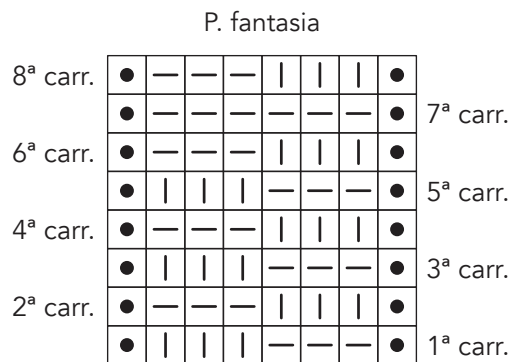 P. fantasia
8ª carr.
7ª carr.
6ª carr.
5ª carr.
4ª carr.
3ª carr.
2ª carr.
1ª carr.